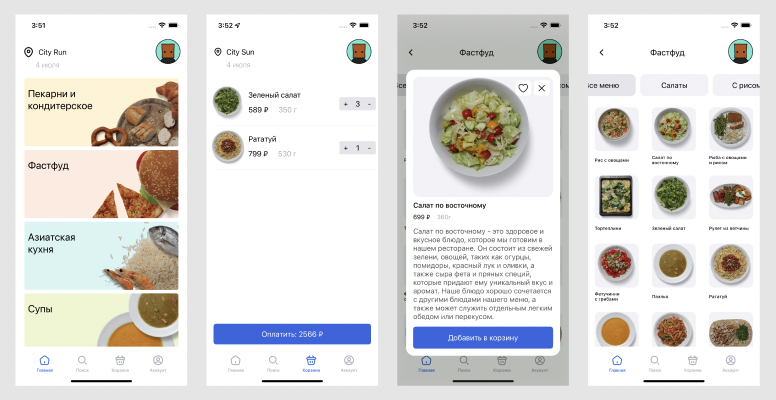 3:51
City Run
4 июля
Пекарни и
кондитерское
Фастфуд
Азиатская
кухня
Супы
Главная
Поиск
Корзина
Аккаунт
3:52
City Sun
4 июля
Зеленый салат
589 ₽ 350 г
+ 3 -
Рататуй
799 ₽ 530 г
+ 1 -
Оплатить: 2566 ₽
Главная
Поиск
Корзина
Аккаунт
3:52
Фастфуд
Салат по восточному
699 ₽ 360г
Салат по восточному - это здоровое и
вкусное блюдо, которое мы готовим в
нашем ресторане. Он состоит из свежей
зелени, овощей, таких как огурцы,
помидоры, красный лук и оливки, а
также сыра фета и пряных специй,
которые придают ему уникальный вкус и
аромат. Наше блюдо хорошо сочетается
с другими блюдами нашего меню, а
также может служить отдельным легким
обедом или перекусом.
Добавить в корзину
Главная
Поиск
Корзина
Аккаунт
3:52
Фастфуд
се меню
Салаты
С рисом
Рис с овощами
Салат по
восточному
Рыба с овощами
и рисом
Тортеллини
Зеленый салат
Рулет из ветчины
Фетучинни
с грибами
Паэлья
Рататуй
Главная
Поиск
Корзина
Аккаунт